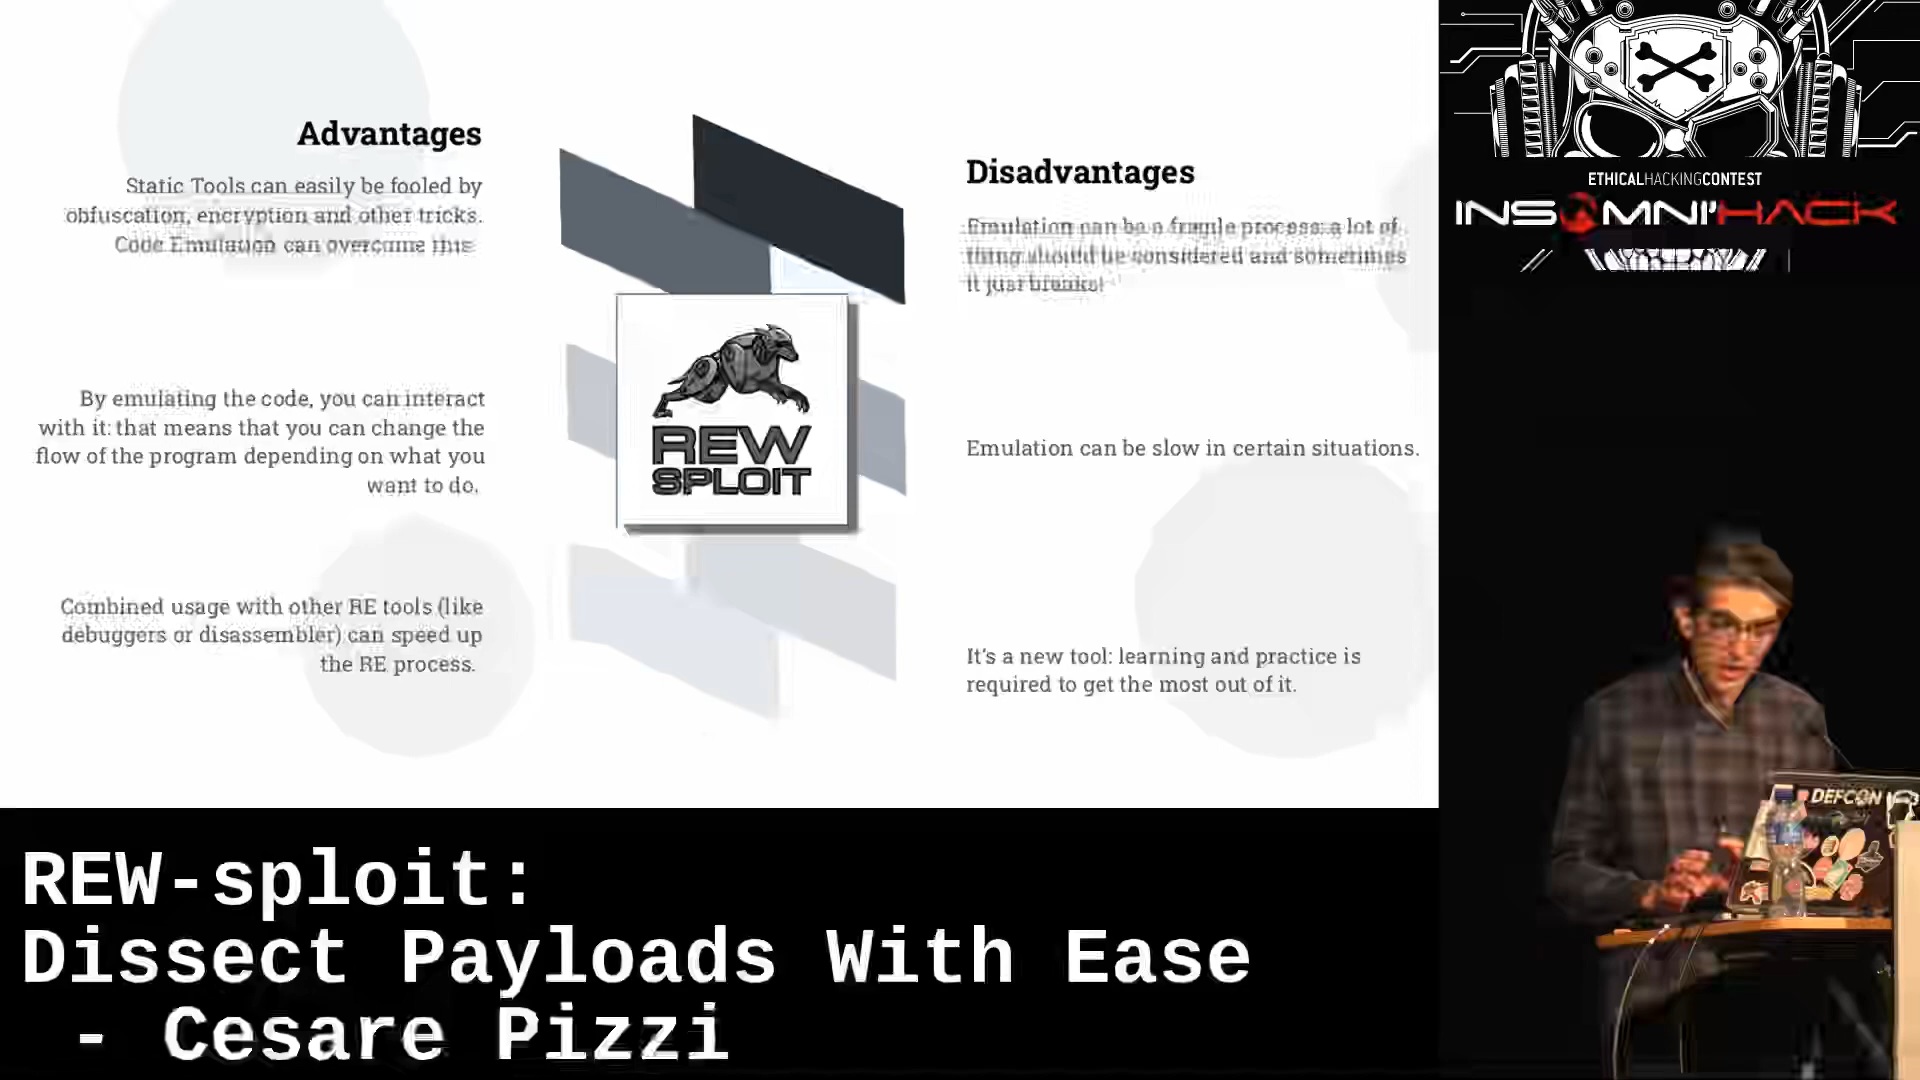 Advantages
Static Tools can easily be fooled by
obfuscation, encryption and other tricks.
Code Emulation can overcame this
By emulating the code, you can interact
with it: that means that you can change the
flow of the program depending on what you
want to do.
Combined usage with other RE tools (like
debuggers or disassembler) can speed up
the RE process.
REW
SPLOIT
Disadvantages
Emulation can be a fragile process: a lot of
thing should be considered and sometimes
it just breaks!
Emulation can be slow in certain situations.
It's a new tool: learning and practice is
required to get the most out of it.
ETHICALHACKINGCONTEST
INSOMNI'HACK
DEFCON
REW-sploit:
Dissect Payloads With Ease
- Cesare Pizzi